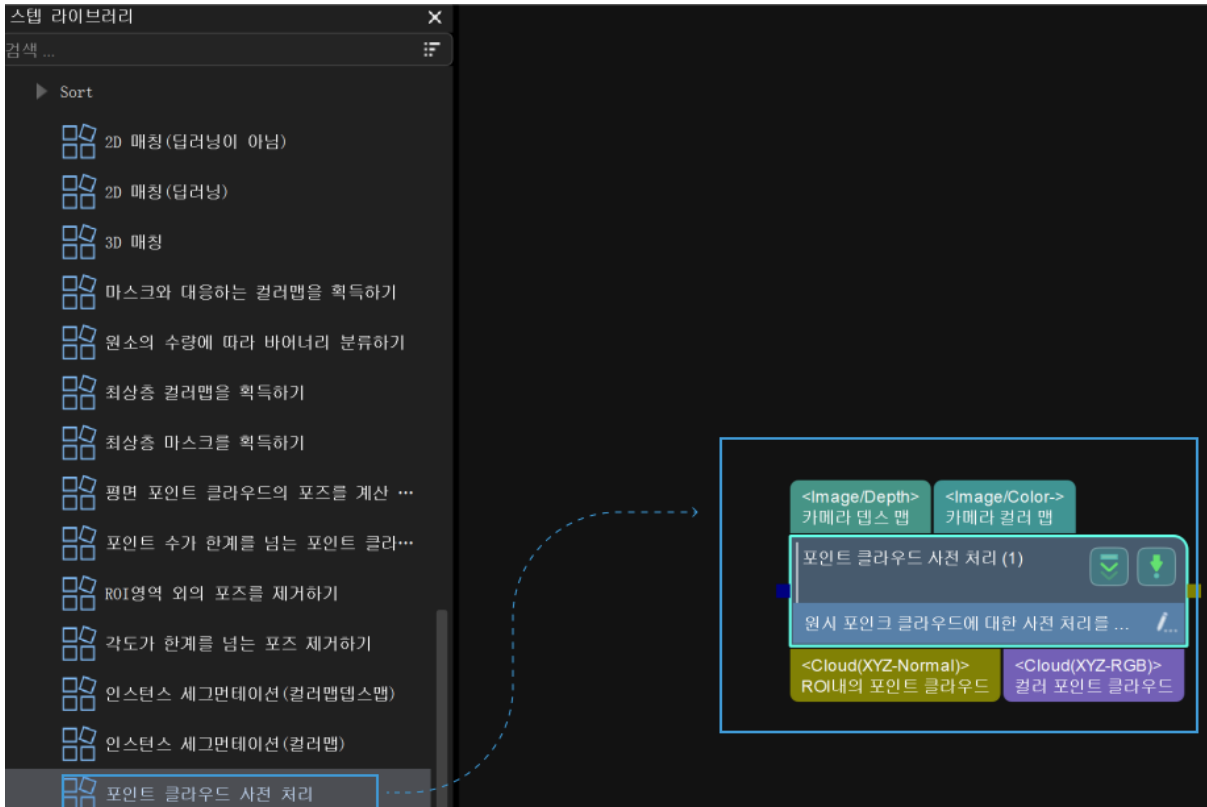 스텝 라이브러리
검색 ...
Sort
2D 매칭(딥러닝이 아님)
2D 매칭(딥러닝)
3D 매칭
마스크와 대응하는 컬러맵을 획득하기
원소의 수량에 따라 바어너리 분류하기
최상층 컬러맵을 획득하기
최상층 마스크를 획득하기
평면 포인트 클라우드의 포즈를 계산 …
포인트 수가 한계를 넘는 포인트 클라…
ROI영역 외의 포즈를 제거하기
각도가 한계를 넘는 포즈 제거하기
인스턴스 세그먼테이션(컬러맵뎁스맵)
인스턴스 세그먼테이션(컬러맵)
포인트 클라우드 사전 처리
<Image/Depth>
카메라 뎁스 맵
<Image/Color->
카메라 컬러 맵
포인트 클라우드 사전 처리 (1)
원시 포인크 클라우드에 대한 사전 처리를 ...
<Cloud(XYZ-Normal)>
ROI내의 포인트 클라우드
<Cloud(XYZ-RGB)>
컬러 포인트 클라우드